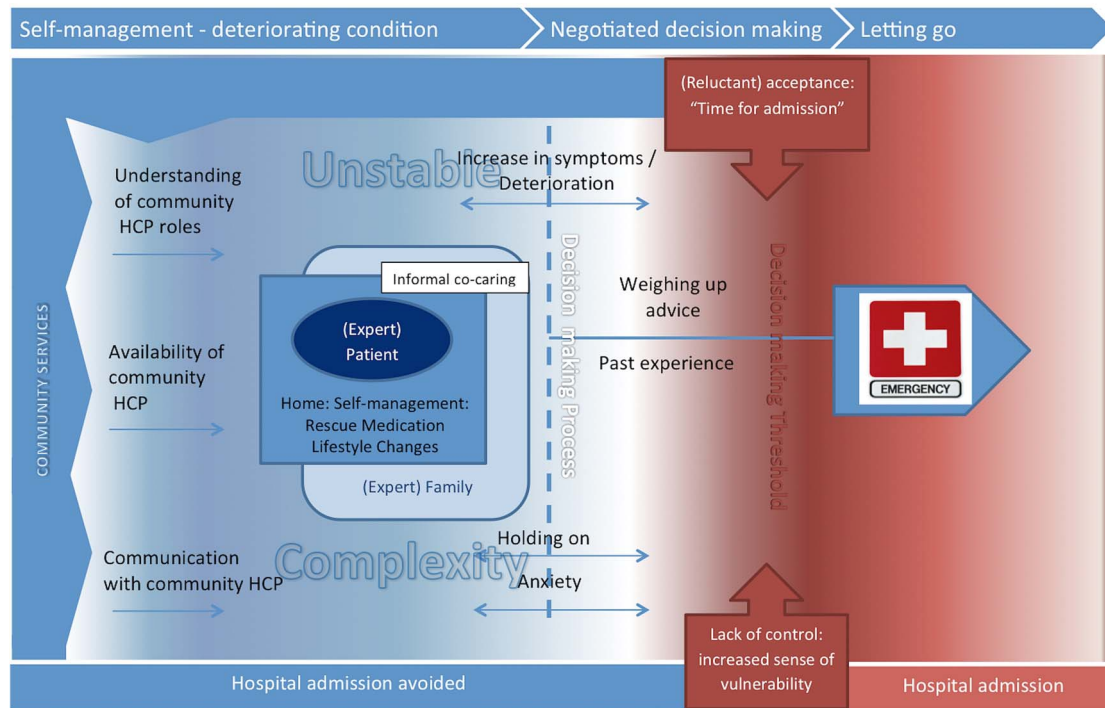 Self-management - deteriorating condition
Negotiated decision making
Letting go
(Reluctant) acceptance:
“Time for admission”
Unstable
Increase in symptoms /
Deterioration
Understanding
of community
HCP roles
COMMUNITY SERVICES
Informal co-caring
(Expert)
Patient
Home: Self-management:
Rescue Medication
Lifestyle Changes
(Expert) Family
Availability of
community
HCP
Decision making Process
Weighing up
advice
Past experience
Decision making Threshold
EMERGENCY
Communication
with community HCP
Complexity
Holding on
Anxiety
Lack of control:
increased sense of
vulnerability
Hospital admission avoided
Hospital admission